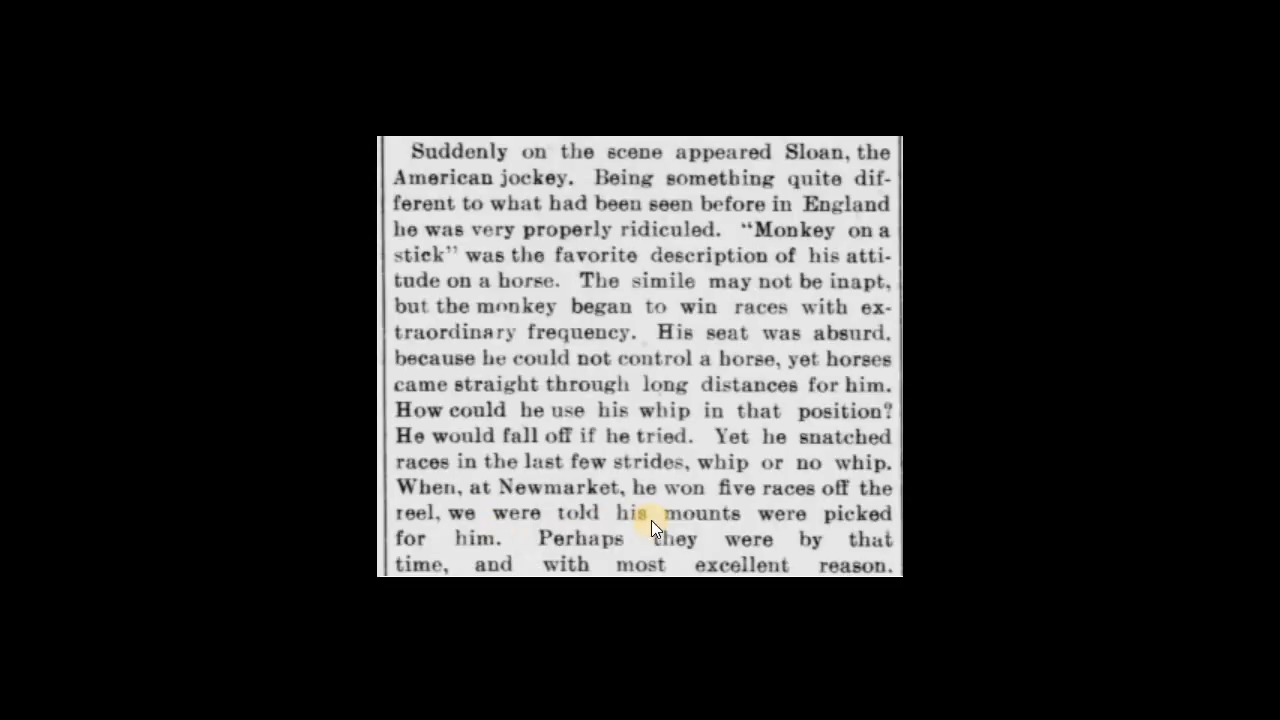 Suddenly on the scene appeared Sloan, the
American jockey. Being something quite dif-
ferent to what had been seen before in England
he was very properly ridiculed. "Monkey on a
stick" was the favorite description of his atti-
tude on a horse. The simile may not be inapt,
but the monkey began to win races with ex-
traordinary frequency. His seat was absurd,
because he could not control a horse, yet horses
came straight through long distances for him.
How could he use his whip in that position?
He would fall off if he tried. Yet he snatched
races in the last few strides, whip or no whip.
When, at Newmarket, he won five races off the
reel, we were told his mounts were picked
for him. Perhaps they were by that
time, and with most excellent reason.